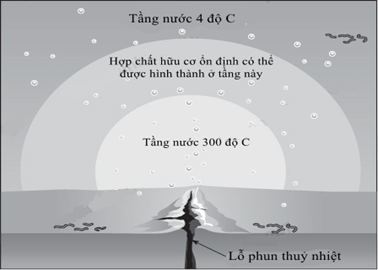 Tầng nước 4 độ C
Hợp chất hữu cơ ổn định có thể
được hình thành ở tầng này
Tầng nước 300 độ C
Lỗ phun thuỷ nhiệt